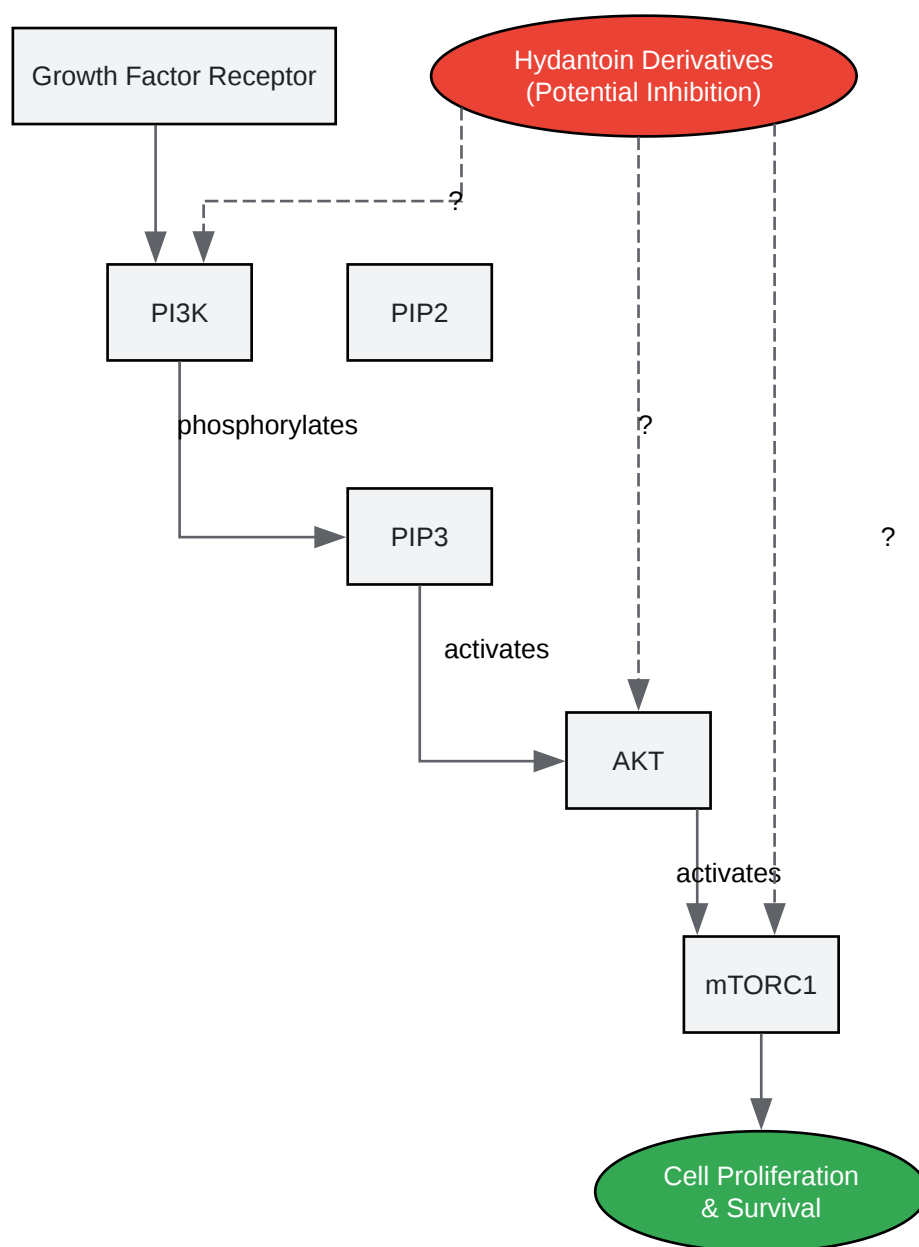 Growth Factor Receptor
Hydantoin Derivatives
(Potential Inhibition)
?
PI3K
PIP2
phosphorylates
?
PIP3
?
activates
AKT
activates
mTORC1
Cell Proliferation
& Survival